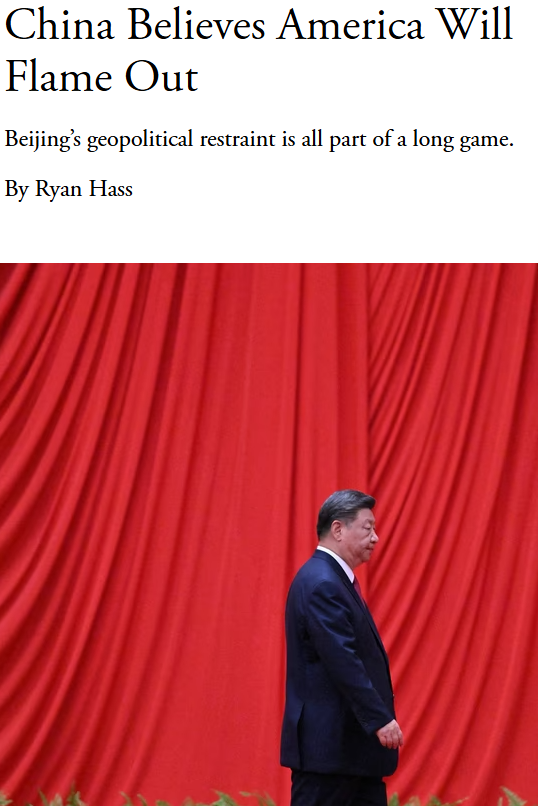 China Believes America Will
Flame Out
Beijing’s geopolitical restraint is all part of a long game.
By Ryan Hass